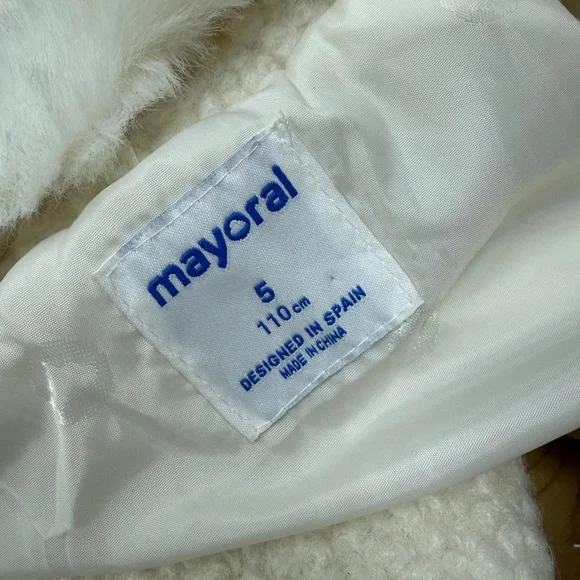 mayoral
5
110cm
DESIGNED IN SPAIN
MADE IN CHINA